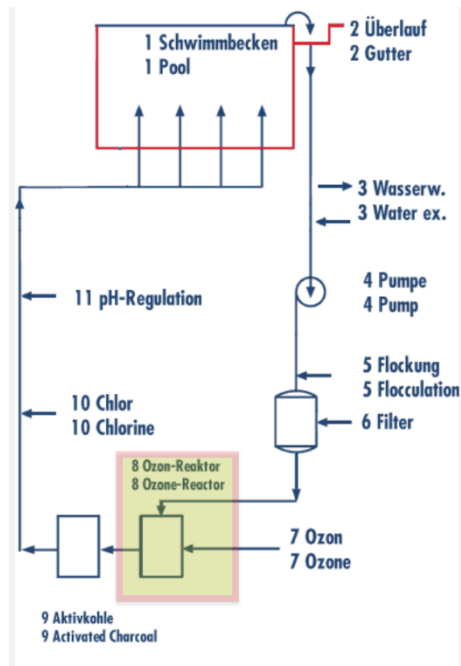 1 Schwimmbecken
1 Pool
2 Überlauf
2 Gutter
3 Wasserw.
3 Water ex.
4 Pumpe
4 Pump
11 pH-Regulation
5 Flockung
5 Flocculation
10 Chlor
10 Chlorine
6 Filter
8 Ozon-Reaktor
8 Ozone-Reactor
7 Ozon
7 Ozone
9 Aktivkohle
9 Activated Charcoal